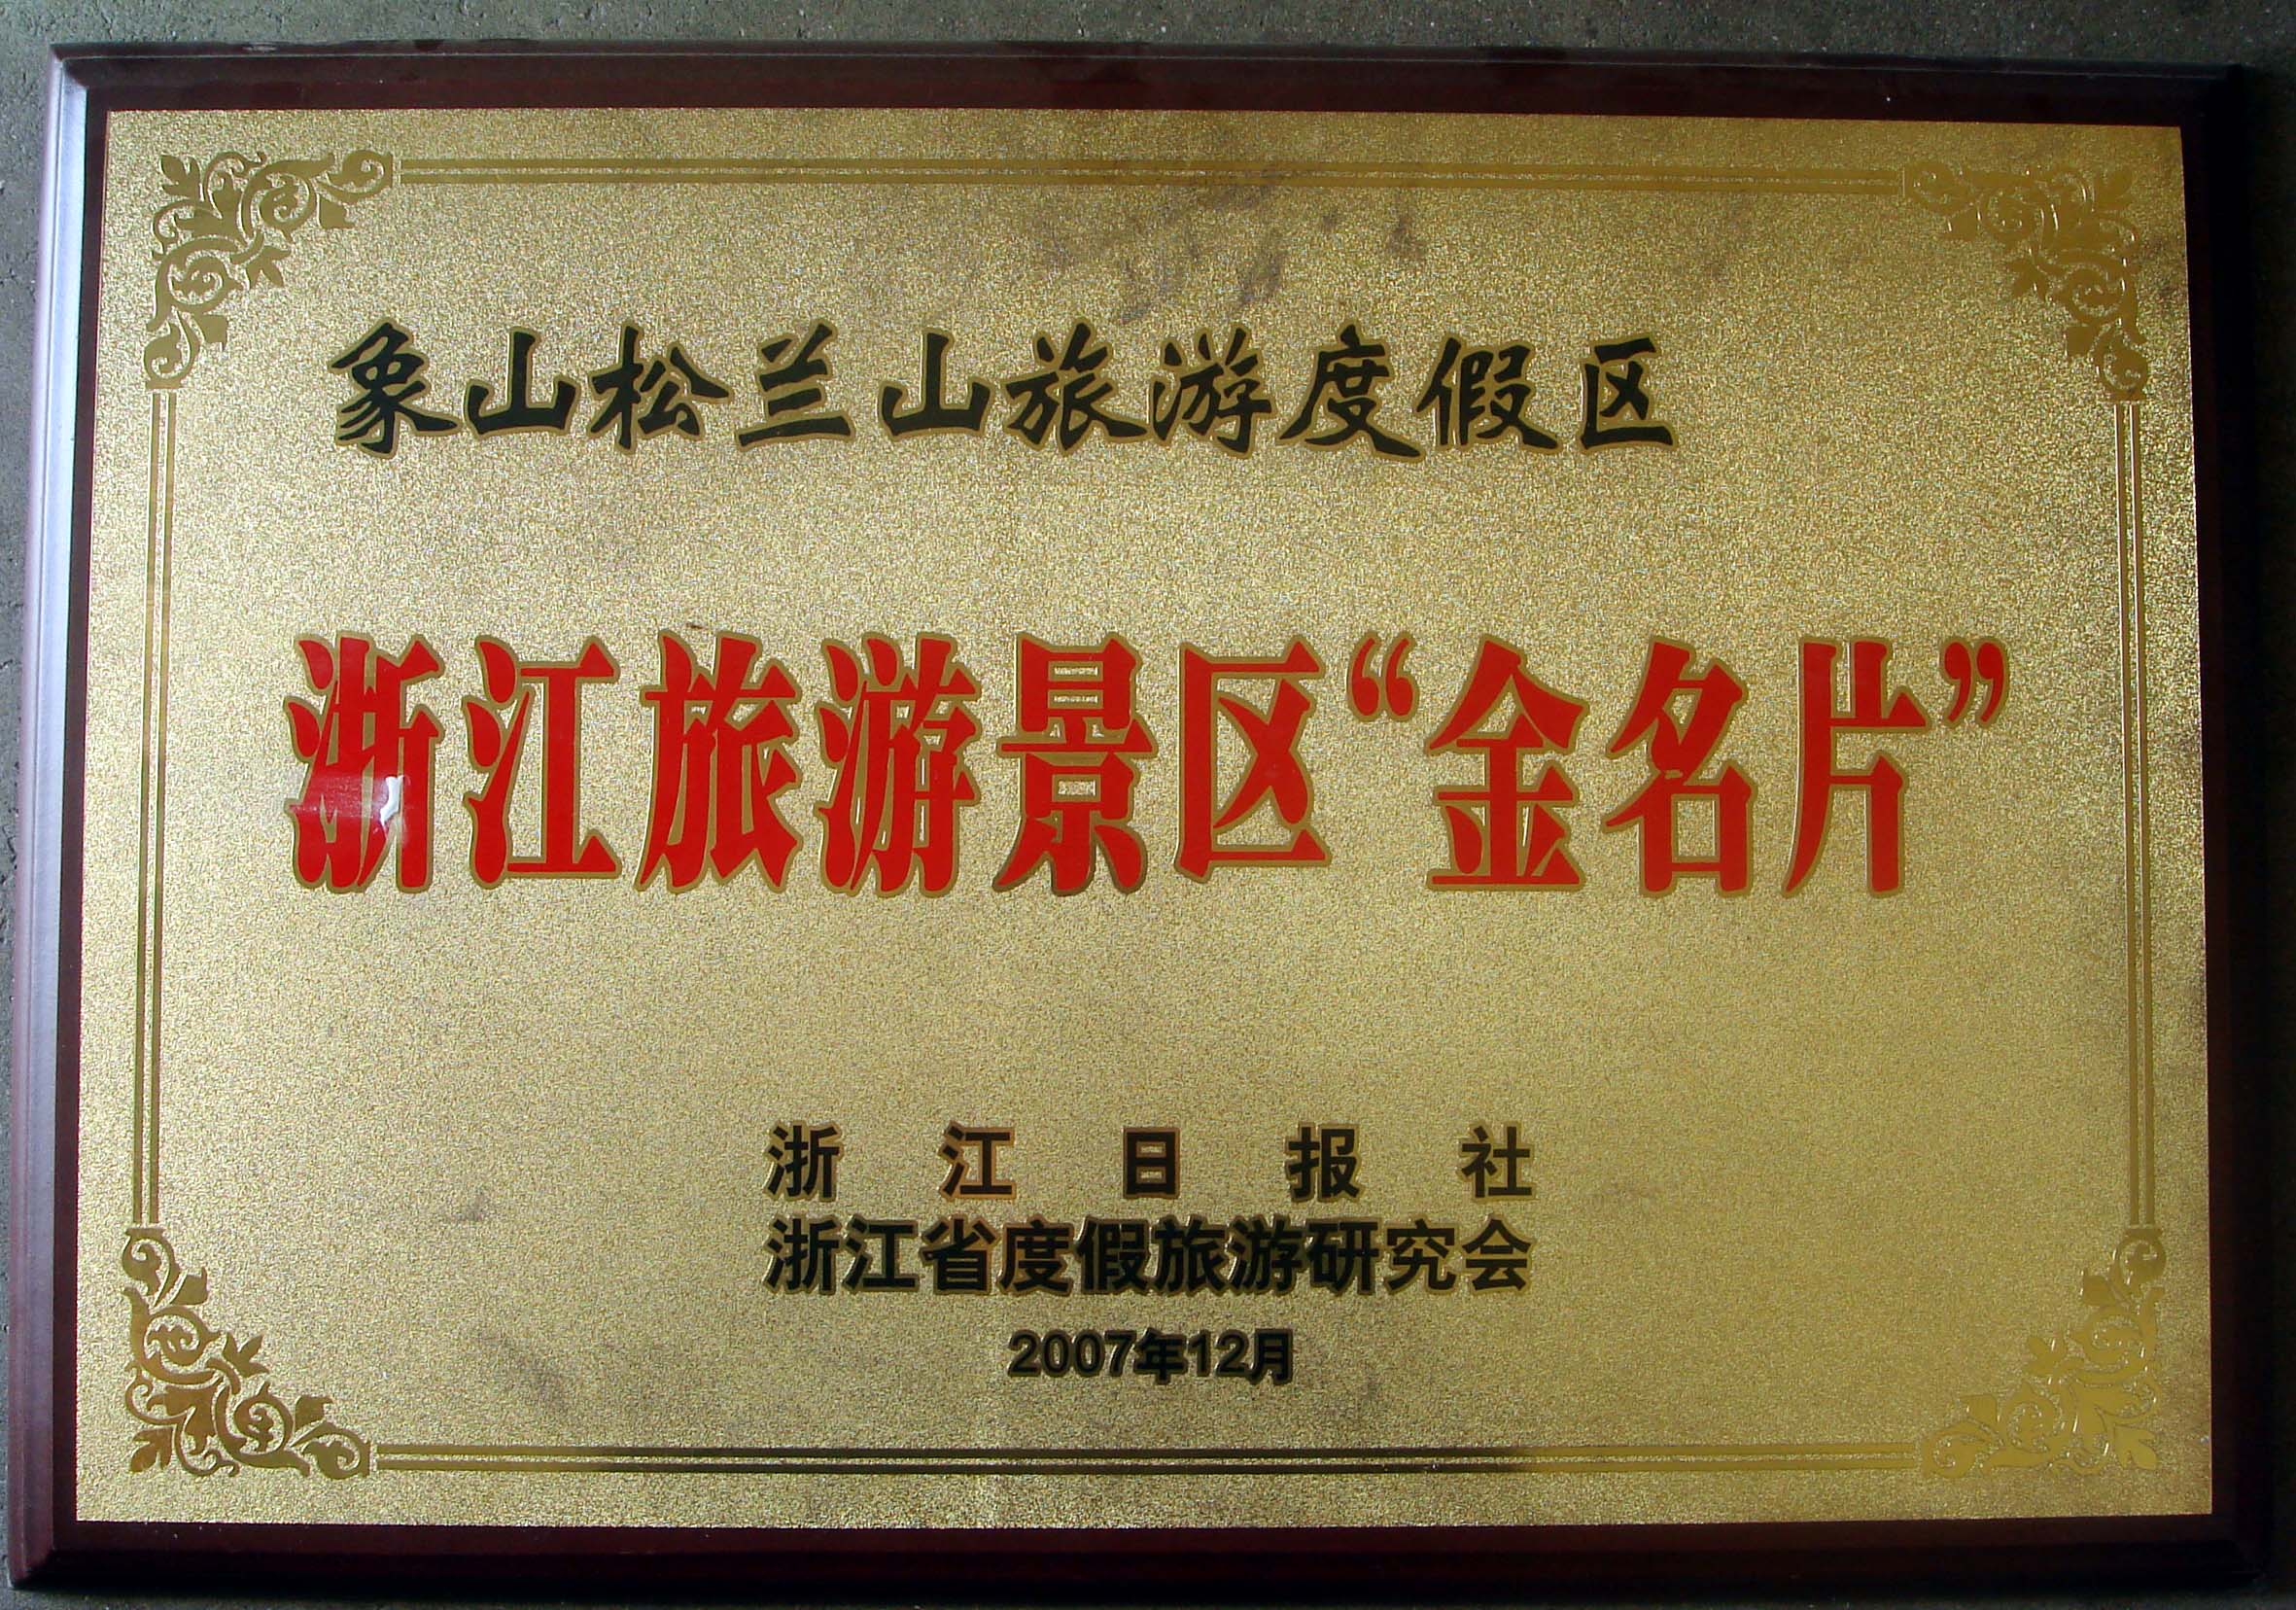 象山松兰山旅游度假区
浙江旅游景区“金名片”
浙江日报社
浙江省度假旅游研究会
2007年12月